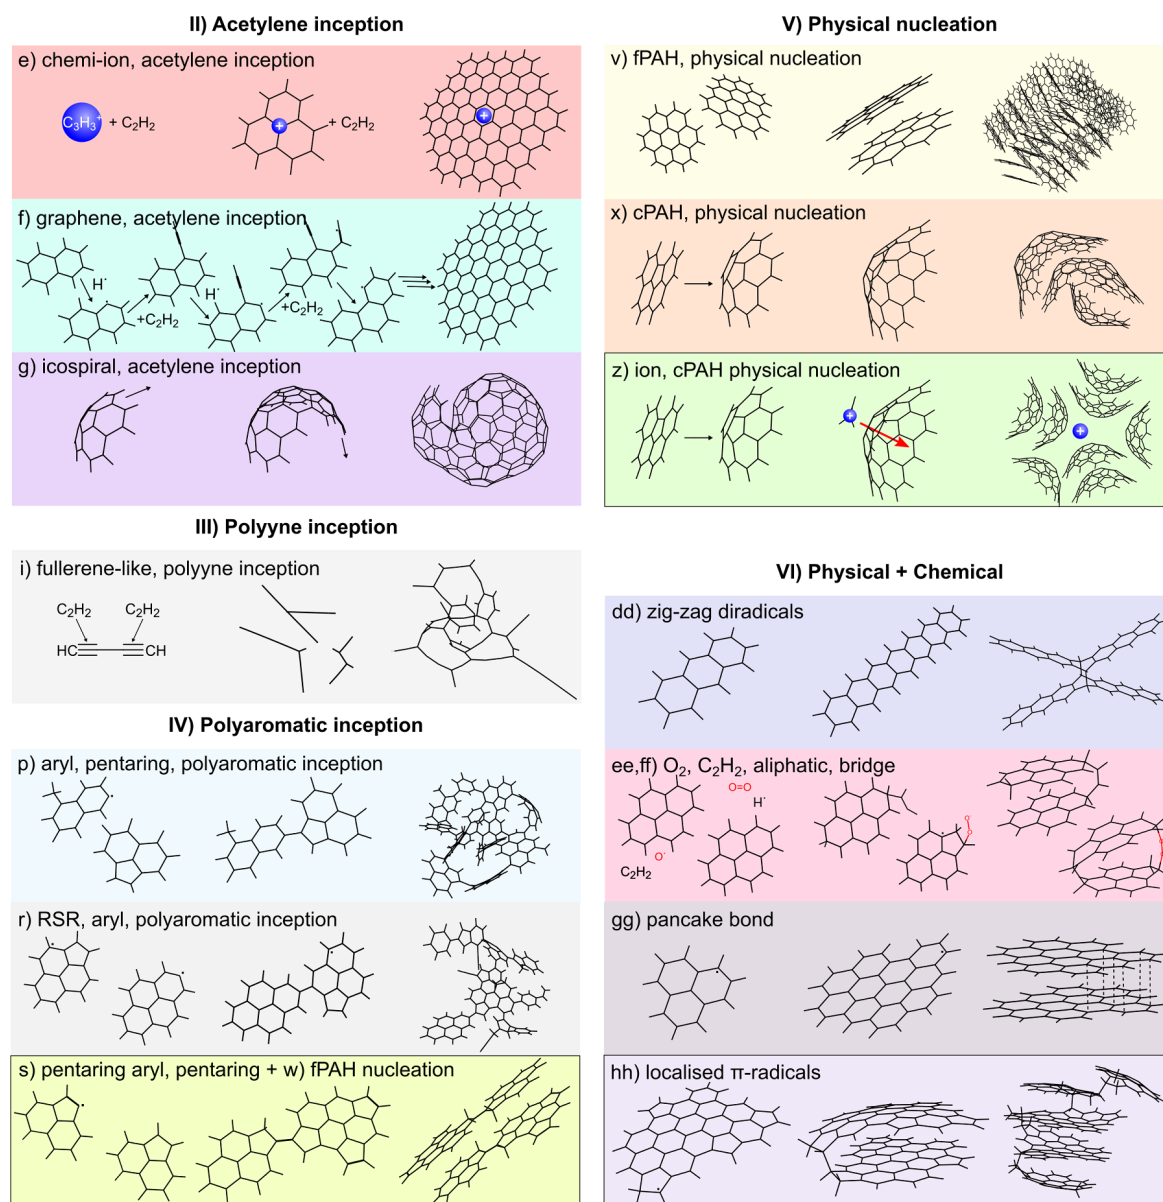 II) Acetylene inception
e) chemi-ion, acetylene inception
C₃H₃⁺ + C₂H₂
+
+ C₂H₂
+
f) graphene, acetylene inception
H·
+C₂H₂
H·
+C₂H₂
g) icospiral, acetylene inception
III) Polyyne inception
i) fullerene-like, polyyne inception
C₂H₂ C₂H₂
HC CH
IV) Polyaromatic inception
p) aryl, pentaring, polyaromatic inception
r) RSR, aryl, polyaromatic inception
s) pentaring aryl, pentaring + w) fPAH nucleation
V) Physical nucleation
v) fPAH, physical nucleation
x) cPAH, physical nucleation
z) ion, cPAH physical nucleation
+
+
VI) Physical + Chemical
dd) zig-zag diradicals
ee,ff) O₂, C₂H₂, aliphatic, bridge
O=O
H·
O·
C₂H₂
O
O
gg) pancake bond
hh) localised π-radicals